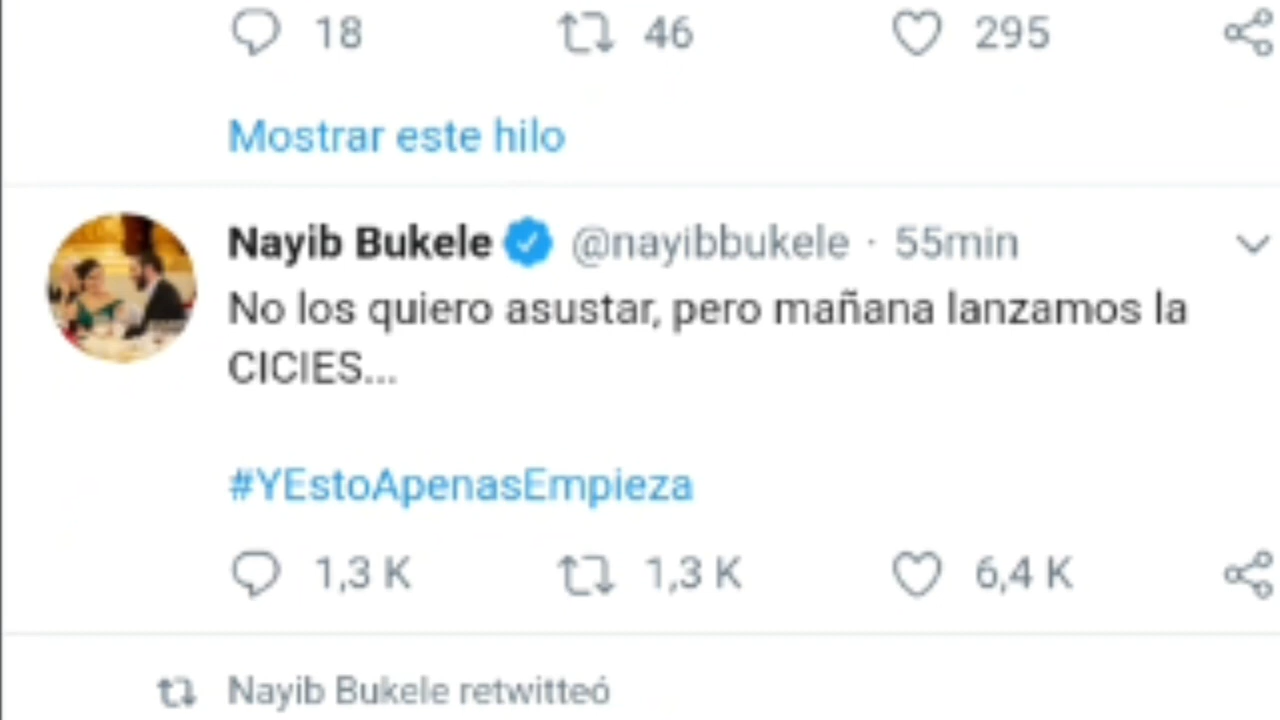 18 46 295
Mostrar este hilo
Nayib Bukele @nayibbukele · 55min
No los quiero asustar, pero mañana lanzamos la
CICIES...
#YEstoApenasEmpieza
1,3 K 1,3 K 6,4 K
Nayib Bukele retwitteó